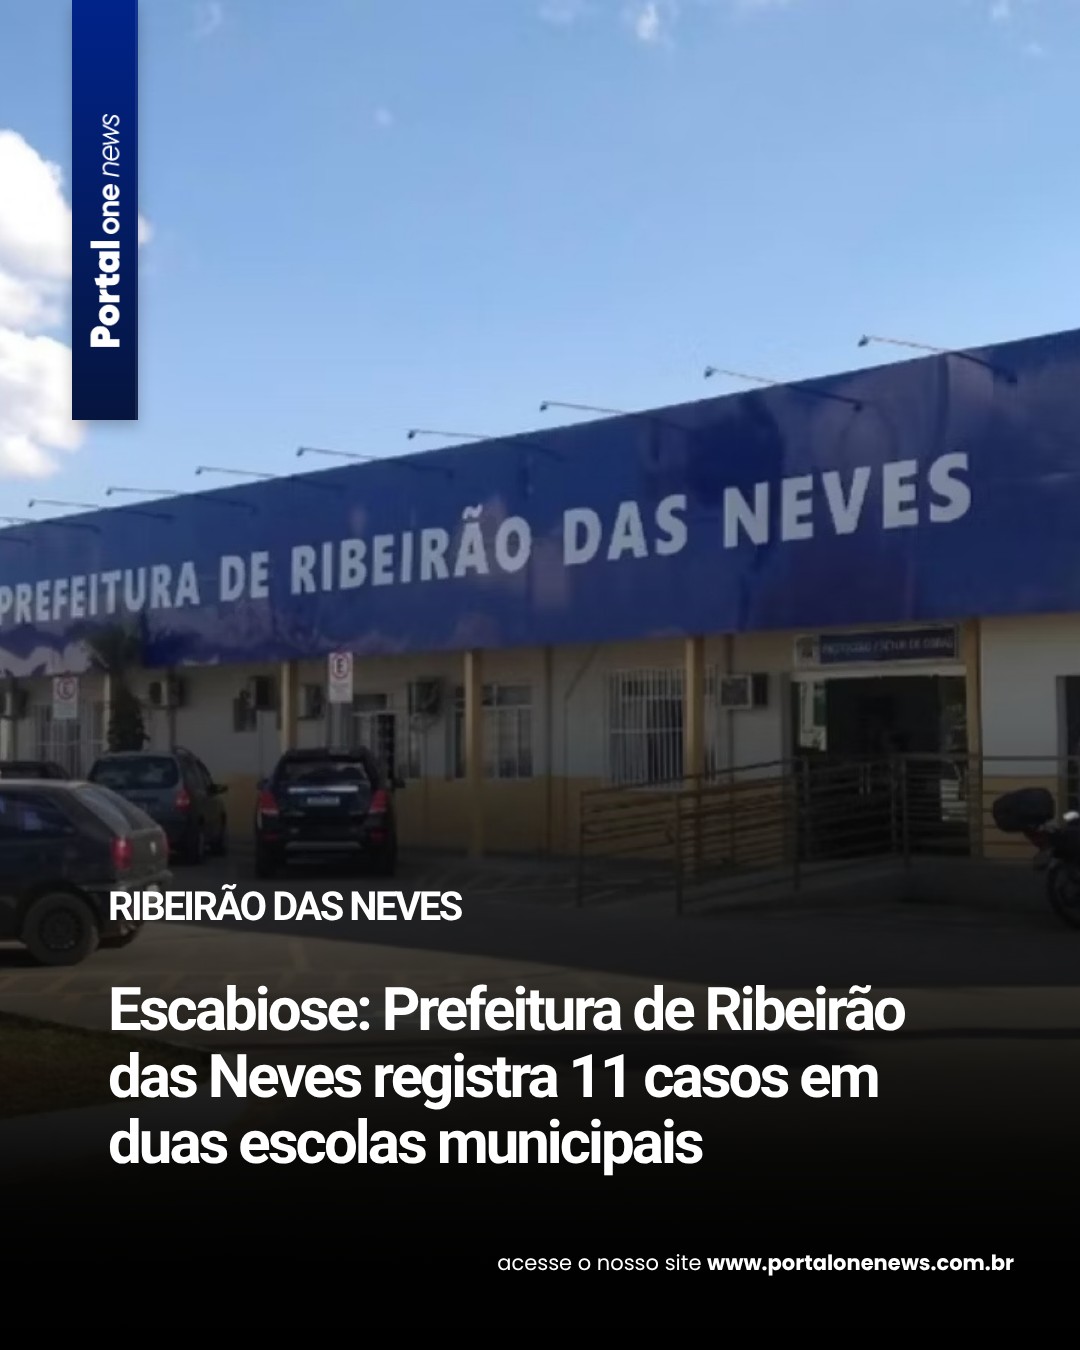 Portal one news
PREFEITURA DE RIBEIRÃO DAS NEVES
E
E
RIBEIRÃO DAS NEVES
Escabiose: Prefeitura de Ribeirão
das Neves registra 11 casos em
duas escolas municipais
acesse o nosso site www.portalonenews.com.br